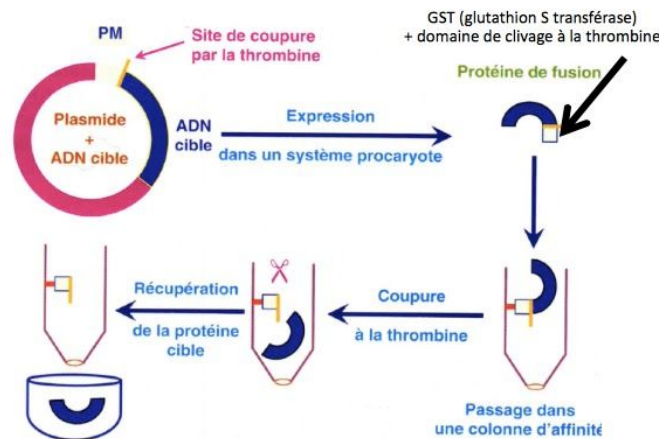 GST (glutathion S transférase)
+ domaine de clivage à la thrombine
PM
Site de coupure
par la thrombine
Protéine de fusion
Plasmide
+
ADN cible
ADN
cible
Expression
dans un système procaryote
Récupération
de la protéine
cible
Coupure
à la thrombine
Passage dans
une colonne d'affinité